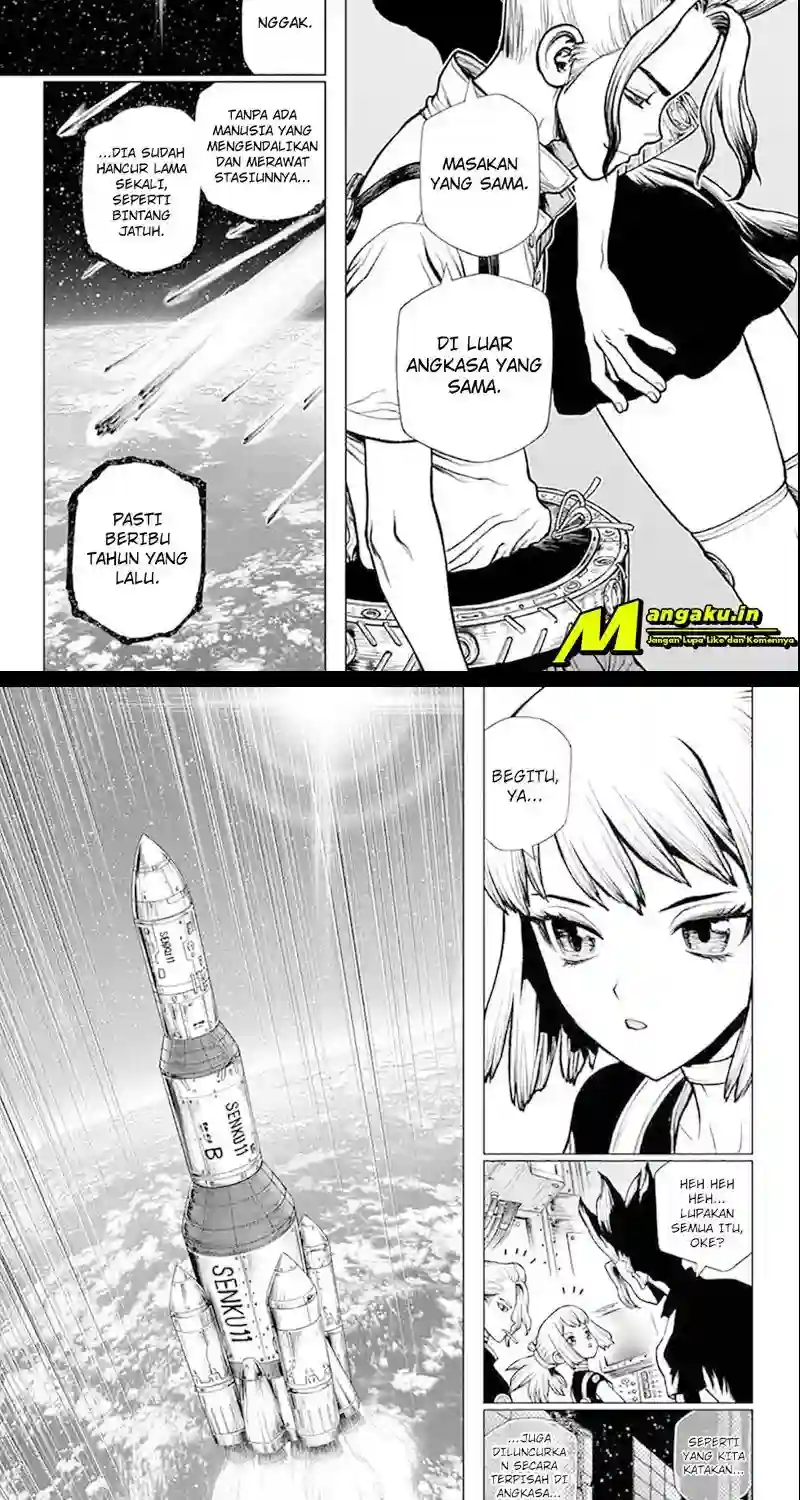 NGGAK.
MASAKAN
YANG SAMA.
DI LUAR
ANGKASA YANG
SAMA.
TANPA ADA
MANUSIA YANG
MENGENDALIKAN
DAN MERAWAT
STASIUNNYA...
...DIA SUDAH
HANCUR LAMA
SEKALI,
SEPERTI
BINTANG
JATUH.
PASTI
BERIBU
TAHUN YANG
LALU.
Mangaku.in
Jangan Lupa Like dan Komennya
BEGITU,
YA...
SENKU11
SENKU11
B
SENKU11
HEH HEH
HEH...
LUPAKAN
SEMUA ITU,
OKE?
SEPERTI
YANG KITA
KATAKAN...
...JUGA
DILUNCURKA
N SECARA
TERPISAH DI
ANGKASA...